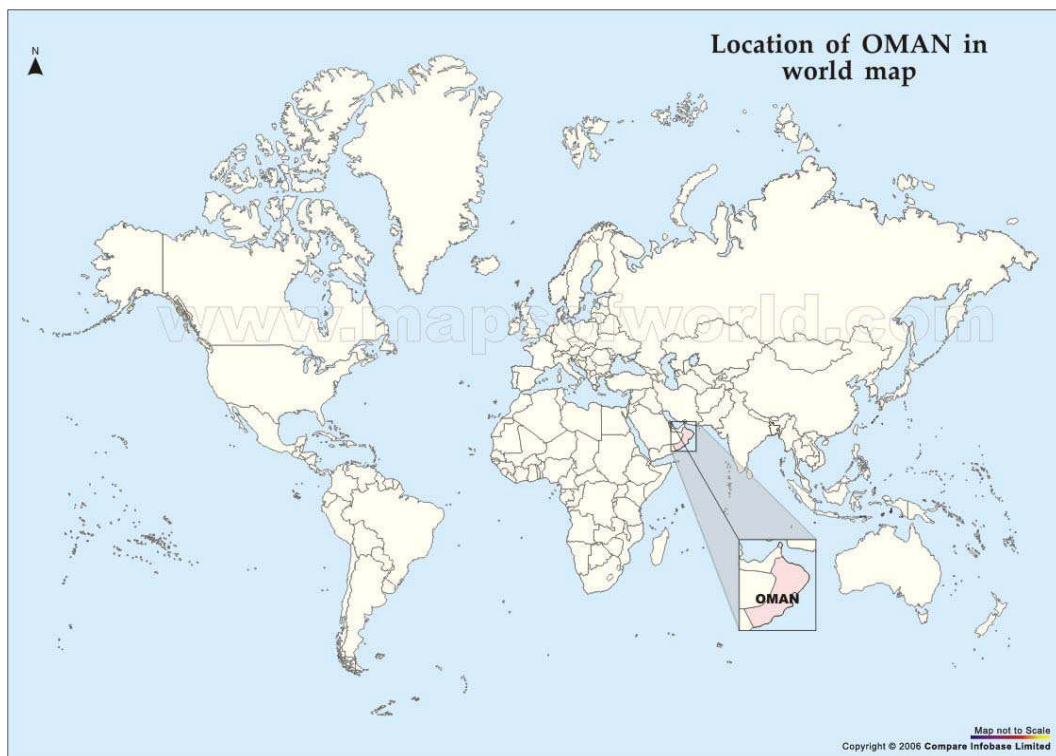 Location of OMAN in
world map
N
www.mapsofworld.com
OMAN
Map not to Scale
Copyright © 2006 Compare Infobase Limited